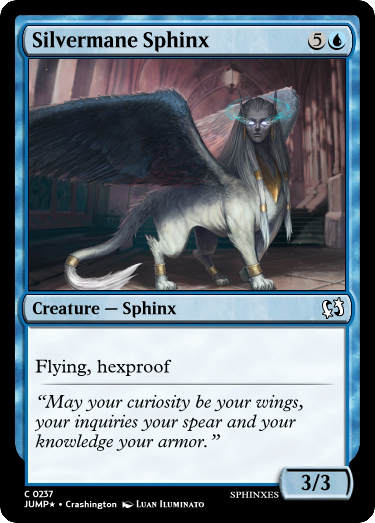 Silvermane Sphinx 5
Creature — Sphinx
Flying, hexproof
“May your curiosity be your wings,
your inquiries your spear and your
knowledge your armor.”
3/3
C 0237 SPHINXES
JUMP★ • Crashington Luan Iluminato